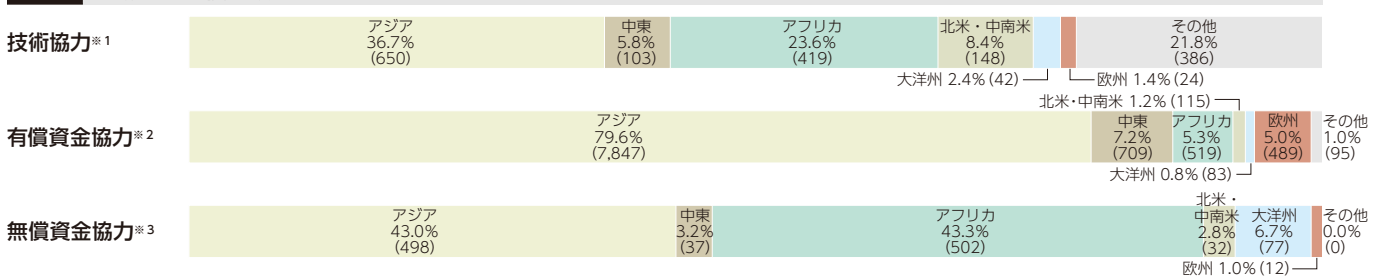 技術協力※1
アジア
36.7%
(650)
中東
5.8%
(103)
アフリカ
23.6%
(419)
北米・中南米
8.4%
(148)
大洋州 2.4% (42)
欧州 1.4% (24)
その他
21.8%
(386)
有償資金協力※2
アジア
79.6%
(7,847)
中東
7.2%
(709)
アフリカ
5.3%
(519)
北米・中南米 1.2% (115)
大洋州 0.8% (83)
欧州
5.0%
(489)
その他
1.0%
(95)
無償資金協力※3
アジア
43.0%
(498)
中東
3.2%
(37)
アフリカ
43.3%
(502)
北米・
中南米
2.8%
(32)
大洋州
6.7%
(77)
欧州 1.0% (12)
その他
0.0%
(0)